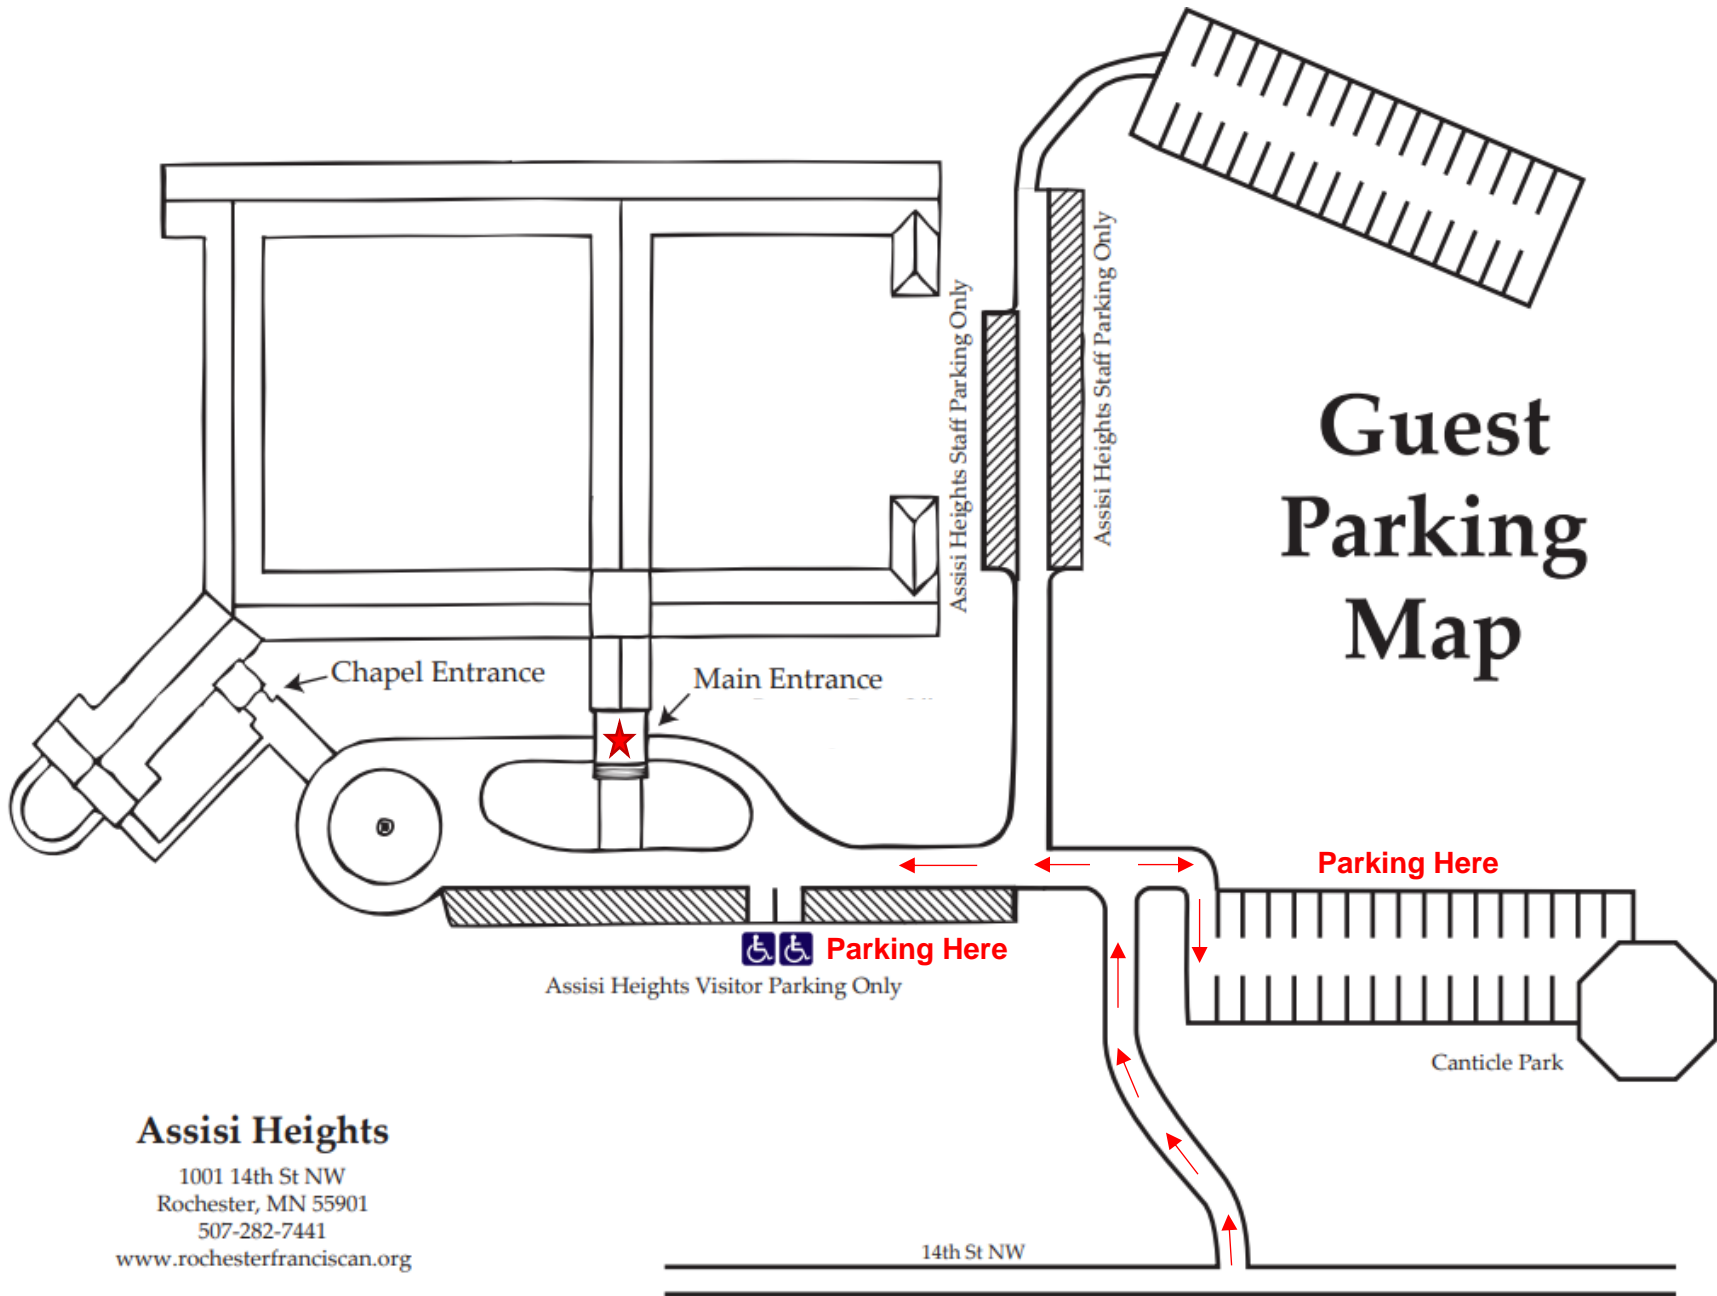 Assisi Heights Staff Parking Only
Assisi Heights Staff Parking Only
Guest
Parking
Map
Chapel Entrance
Main Entrance
Parking Here
Parking Here
Assisi Heights Visitor Parking Only
Canticle Park
Assisi Heights
1001 14th St NW
Rochester, MN 55901
507-282-7441
www.rochesterfranciscan.org
14th St NW